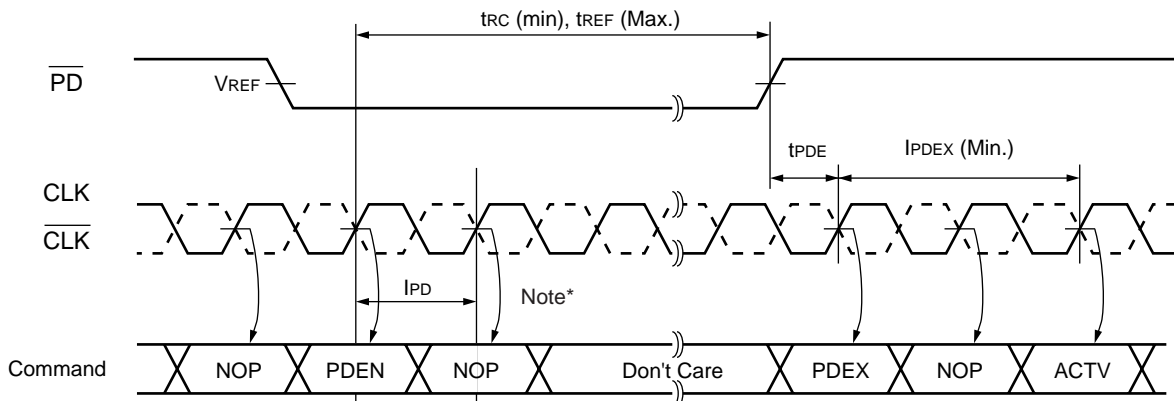 tRC (min), tREF (Max.)
PD
VREF
tPDE
lPDEX (Min.)
CLK
CLK
lPD
Note*
Command
NOP
PDEN
NOP
Don't Care
PDEX
NOP
ACTV